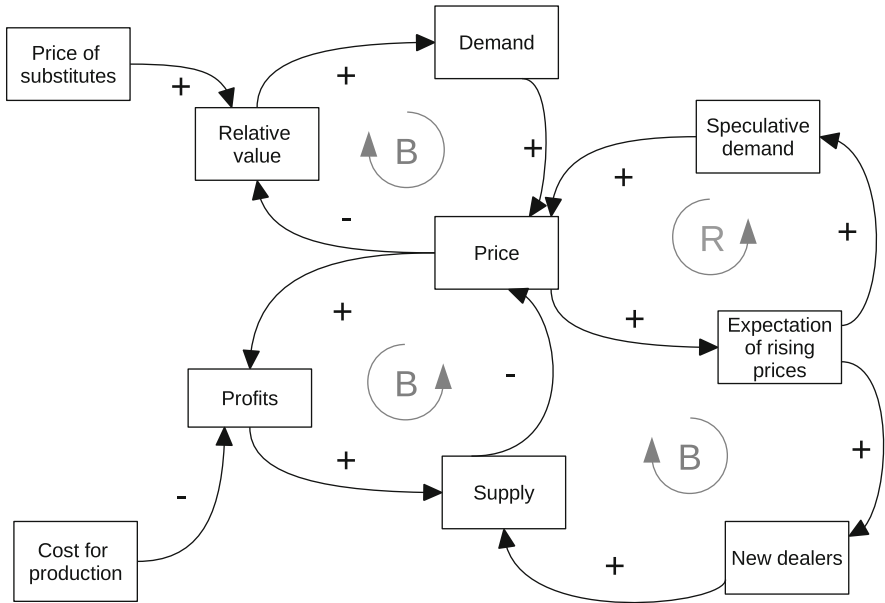 Price of
substitutes
+
Relative
value
+
Demand
+
B
-
Price
Speculative
demand
+
R
+
+
Expectation
of rising
prices
+
B
-
Profits
+
-
Supply
B
+
Cost for
production
+
New dealers